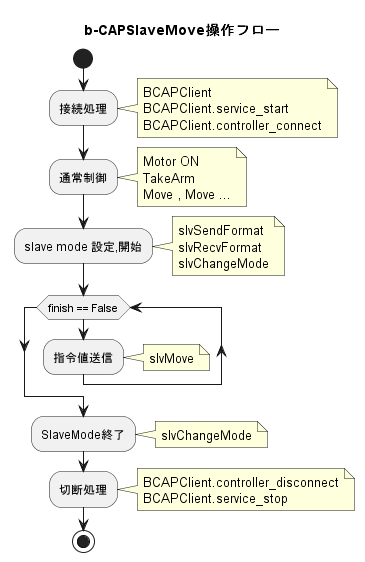 b-CAPSlaveMove操作フロー
接続処理
BCAPClient
BCAPClient.service_start
BCAPClient.controller_connect
通常制御
Motor ON
TakeArm
Move , Move ...
slave mode 設定,開始
slvSendFormat
slvRecvFormat
slvChangeMode
finish == False
指令値送信
slvMove
SlaveMode終了
slvChangeMode
切断処理
BCAPClient.controller_disconnect
BCAPClient.service_stop